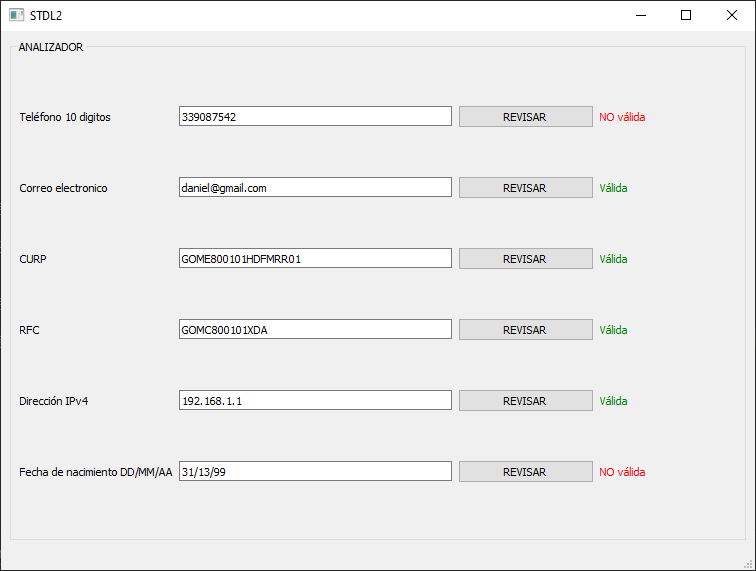 STDL2
ANALIZADOR
Teléfono 10 digitos 339087542 REVISAR NO válida
Correo electronico daniel@gmail.com REVISAR Válida
CURP GOME800101HDFMRR01 REVISAR Válida
RFC GOMC800101XDA REVISAR Válida
Dirección IPv4 192.168.1.1 REVISAR Válida
Fecha de nacimiento DD/MM/AA 31/13/99 REVISAR NO válida